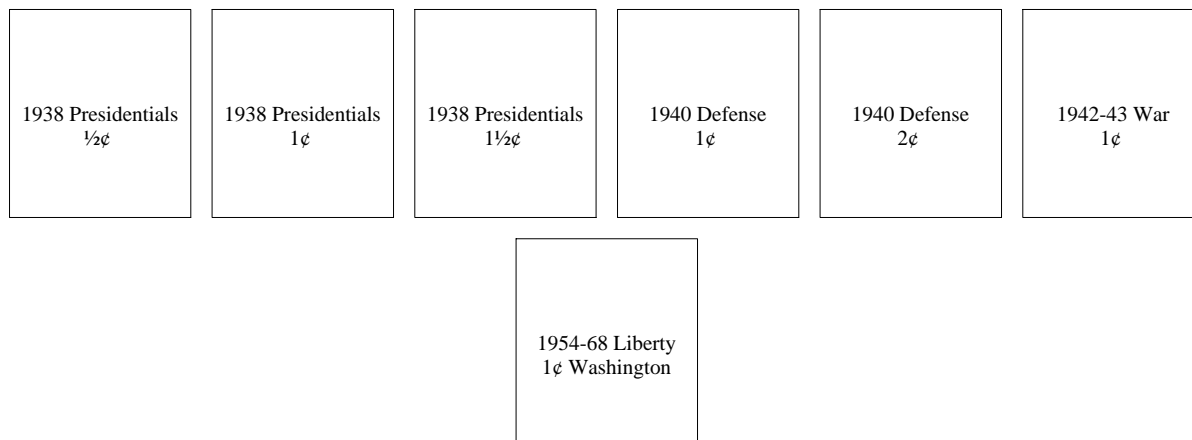 1938 Presidentials
½¢
1938 Presidentials
1¢
1938 Presidentials
1½¢
1940 Defense
1¢
1940 Defense
2¢
1942-43 War
1¢
1954-68 Liberty
1¢ Washington